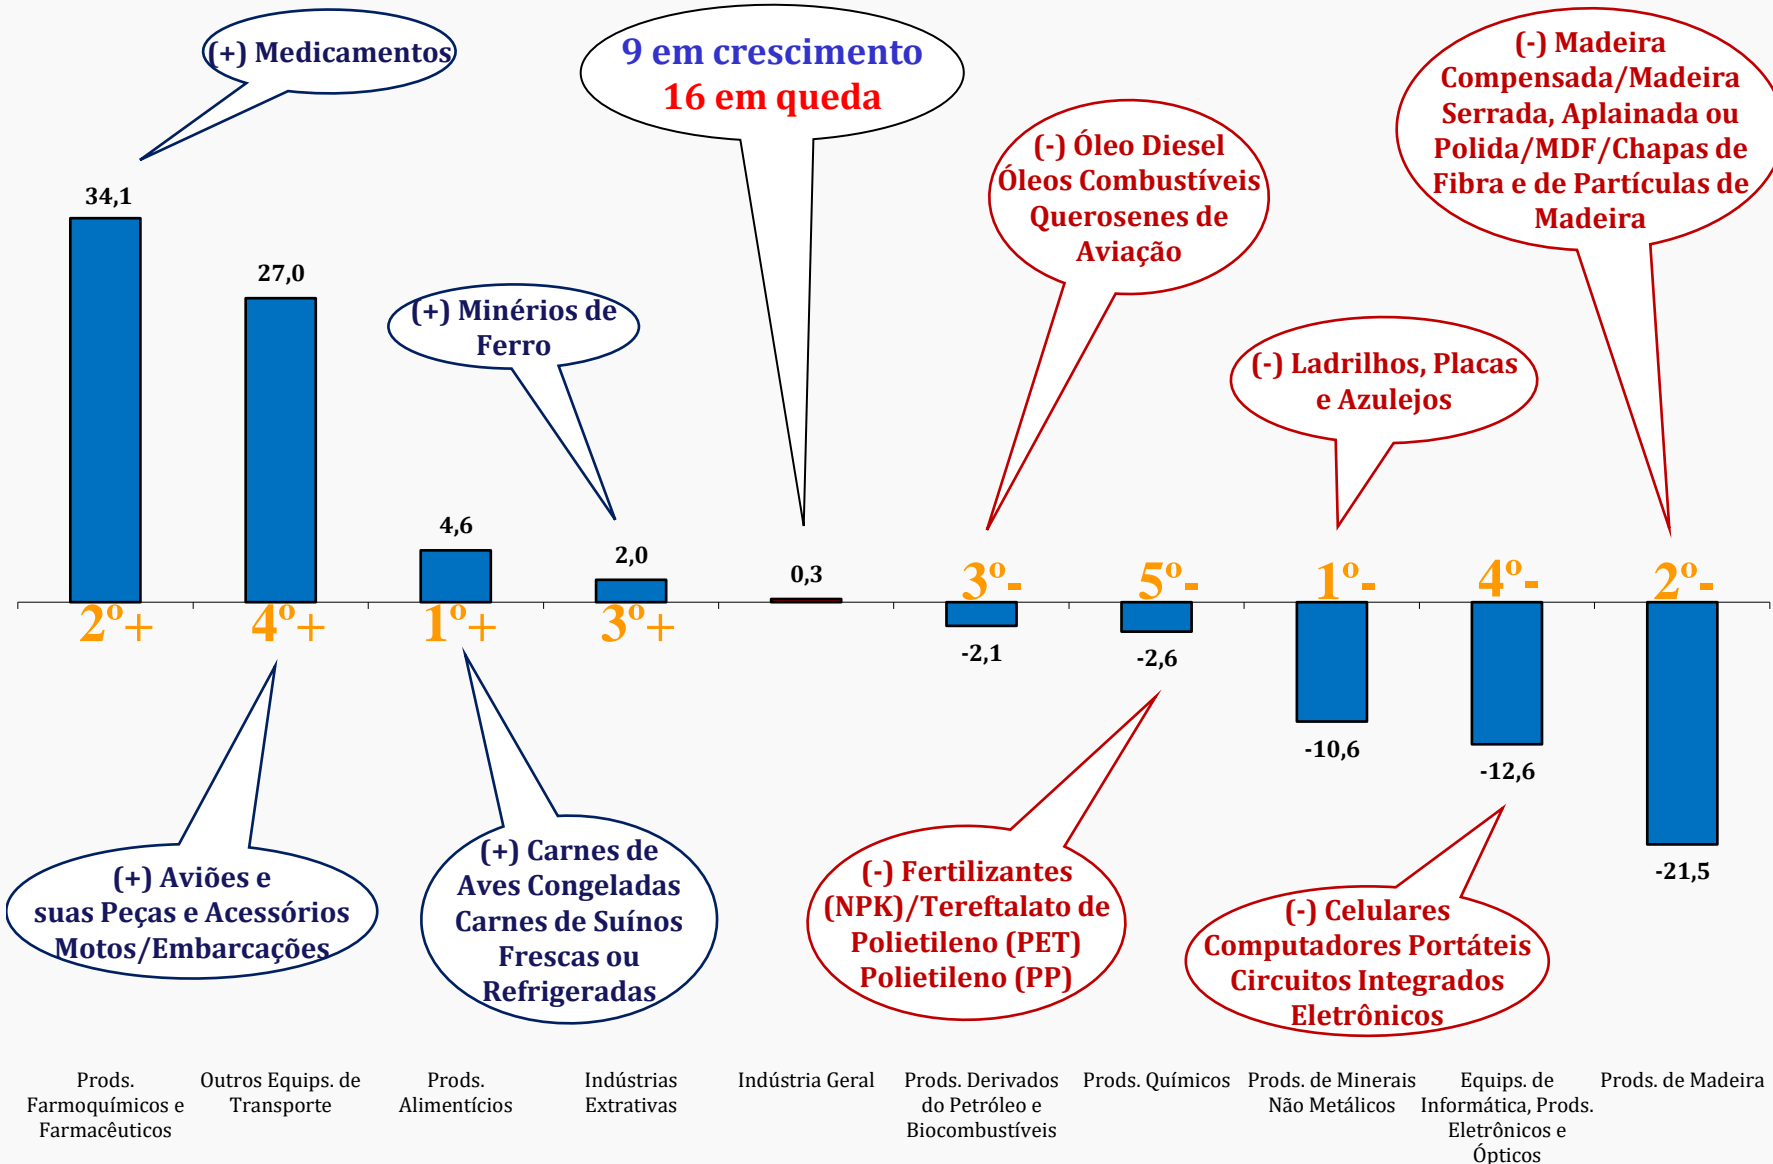 (+) Medicamentos
9 em crescimento
16 em queda
(-) Madeira
Compensada/Madeira
Serrada, Aplainada ou
Polida/MDF/Chapas de
Fibra e de Partículas de
Madeira
(-) Óleo Diesel
Óleos Combustíveis
Querosenes de
Aviação
(+) Minérios de
Ferro
(-) Ladrilhos, Placas
e Azulejos
34,1
27,0
4,6
2,0
0,3
3º-
5º-
1º-
4º-
2º-
2º+
4º+
1º+
3º+
-2,1
-2,6
-10,6
-12,6
-21,5
(+) Aviões e
suas Peças e Acessórios
Motos/Embarcações
(+) Carnes de
Aves Congeladas
Carnes de Suínos
Frescas ou
Refrigeradas
(-) Fertilizantes
(NPK)/Tereftalato de
Polietileno (PET)
Polietileno (PP)
(-) Celulares
Computadores Portáteis
Circuitos Integrados
Eletrônicos
Prods.
Farmoquímicos e
Farmacêuticos
Outros Equips. de
Transporte
Prods.
Alimentícios
Indústrias
Extrativas
Indústria Geral
Prods. Derivados
do Petróleo e
Biocombustíveis
Prods. Químicos
Prods. de Minerais
Não Metálicos
Equips. de
Informática, Prods.
Eletrônicos e
Ópticos
Prods. de Madeira